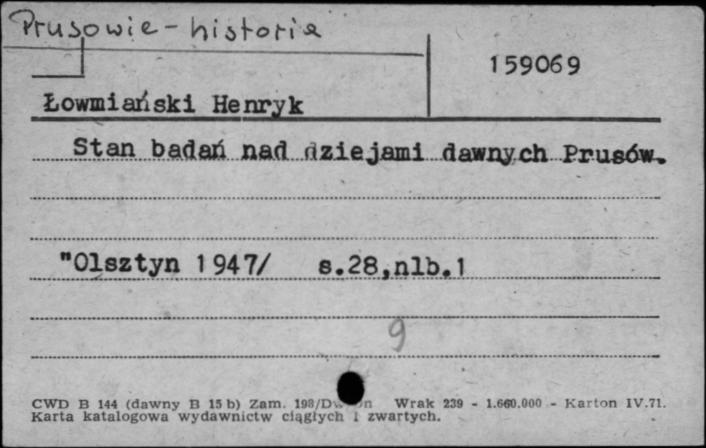 Prusowie - historia
159069
Łowmiański Henryk
Stan badań nad dziejami dawnych Prusów.
"Olsztyn 1947/ s.28,nlb.1
9
CWD B 144 (dawny B 15 b) Zam. 198/ Wrak 239 - 1.660.000 - Karton IV.71.
Karta katalogowa wydawnictw ciągłych i zwartych.